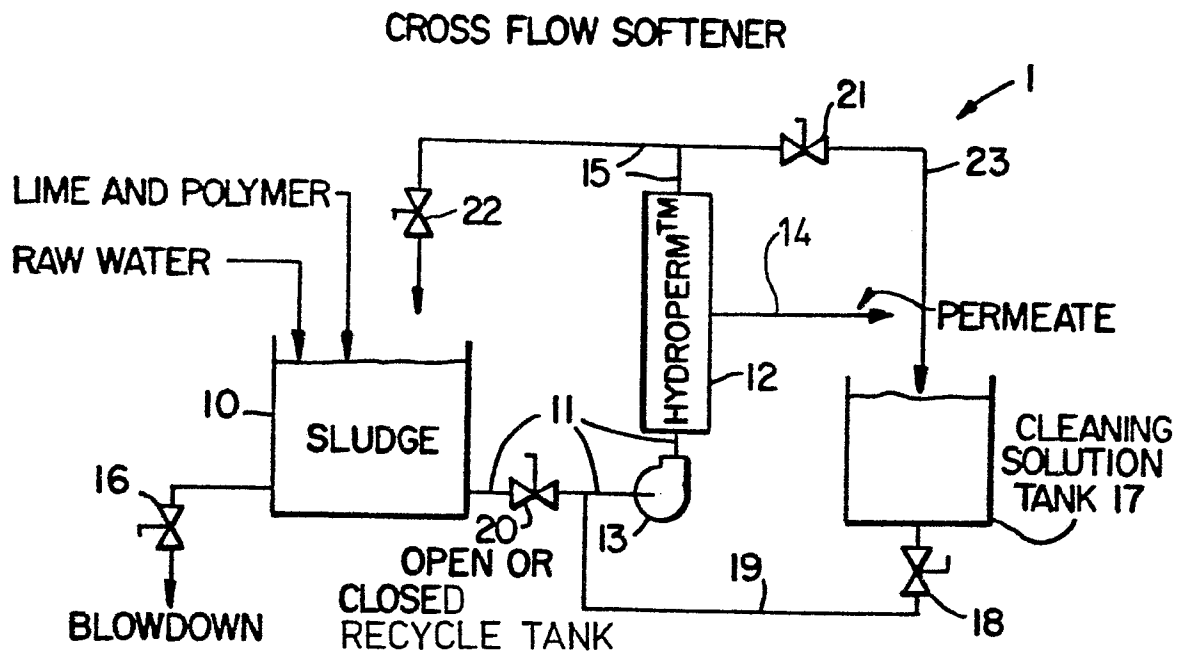 CROSS FLOW SOFTENER
1
21
15
23
LIME AND POLYMER
22
HYDROPERM™
14
RAW WATER
PERMEATE
12
10
SLUDGE
11
CLEANING
SOLUTION
TANK 17
16
20
13
OPEN OR
CLOSED
RECYCLE TANK
19
18
BLOWDOWN